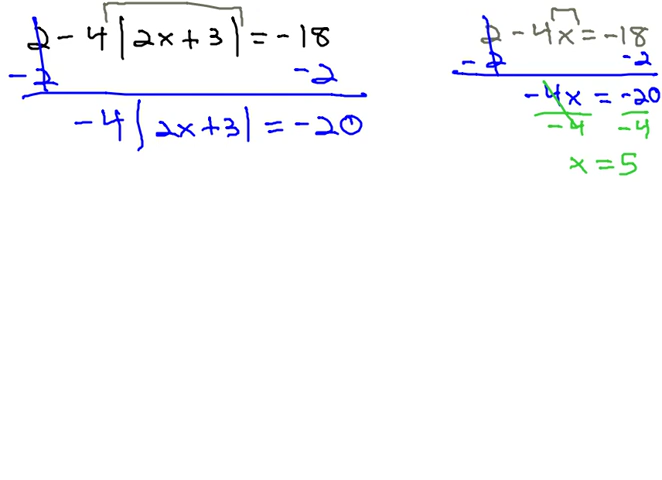 2 - 4|2x + 3| = -18
-2 -2
-4|2x+3| = -20
2 - 4x = -18
-2 -2
-4x = -20
-4 -4
x = 5